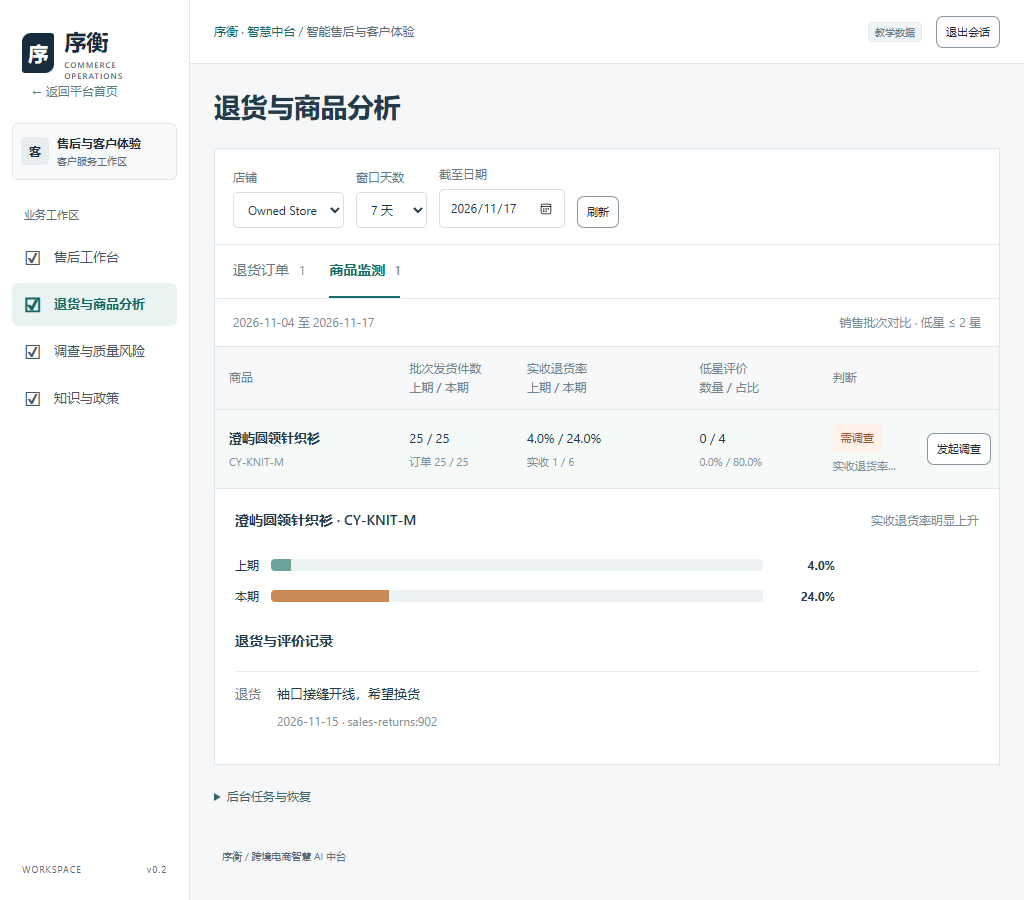 序
序衡
COMMERCE
OPERATIONS
← 返回平台首页
客
售后与客户体验
客户服务工作区
业务工作区
售后工作台
退货与商品分析
调查与质量风险
知识与政策
WORKSPACE
v0.2
序衡 · 智慧中台 / 智能售后与客户体验
教学数据
退出会话
退货与商品分析
店铺
窗口天数
截至日期
Owned Store
7 天
2026/11/17
刷新
退货订单 1
商品监测 1
2026-11-04 至 2026-11-17
销售批次对比 · 低星 ≤ 2 星
商品
批次发货件数
上期 / 本期
实收退货率
上期 / 本期
低星评价
数量 / 占比
判断
澄屿圆领针织衫
CY-KNIT-M
25 / 25
订单 25 / 25
4.0% / 24.0%
实收 1 / 6
0 / 4
0.0% / 80.0%
需调查
实收退货率...
发起调查
澄屿圆领针织衫 · CY-KNIT-M
实收退货率明显上升
上期
4.0%
本期
24.0%
退货与评价记录
退货
袖口接缝开线，希望换货
2026-11-15 · sales-returns:902
后台任务与恢复
序衡 / 跨境电商智慧 AI 中台